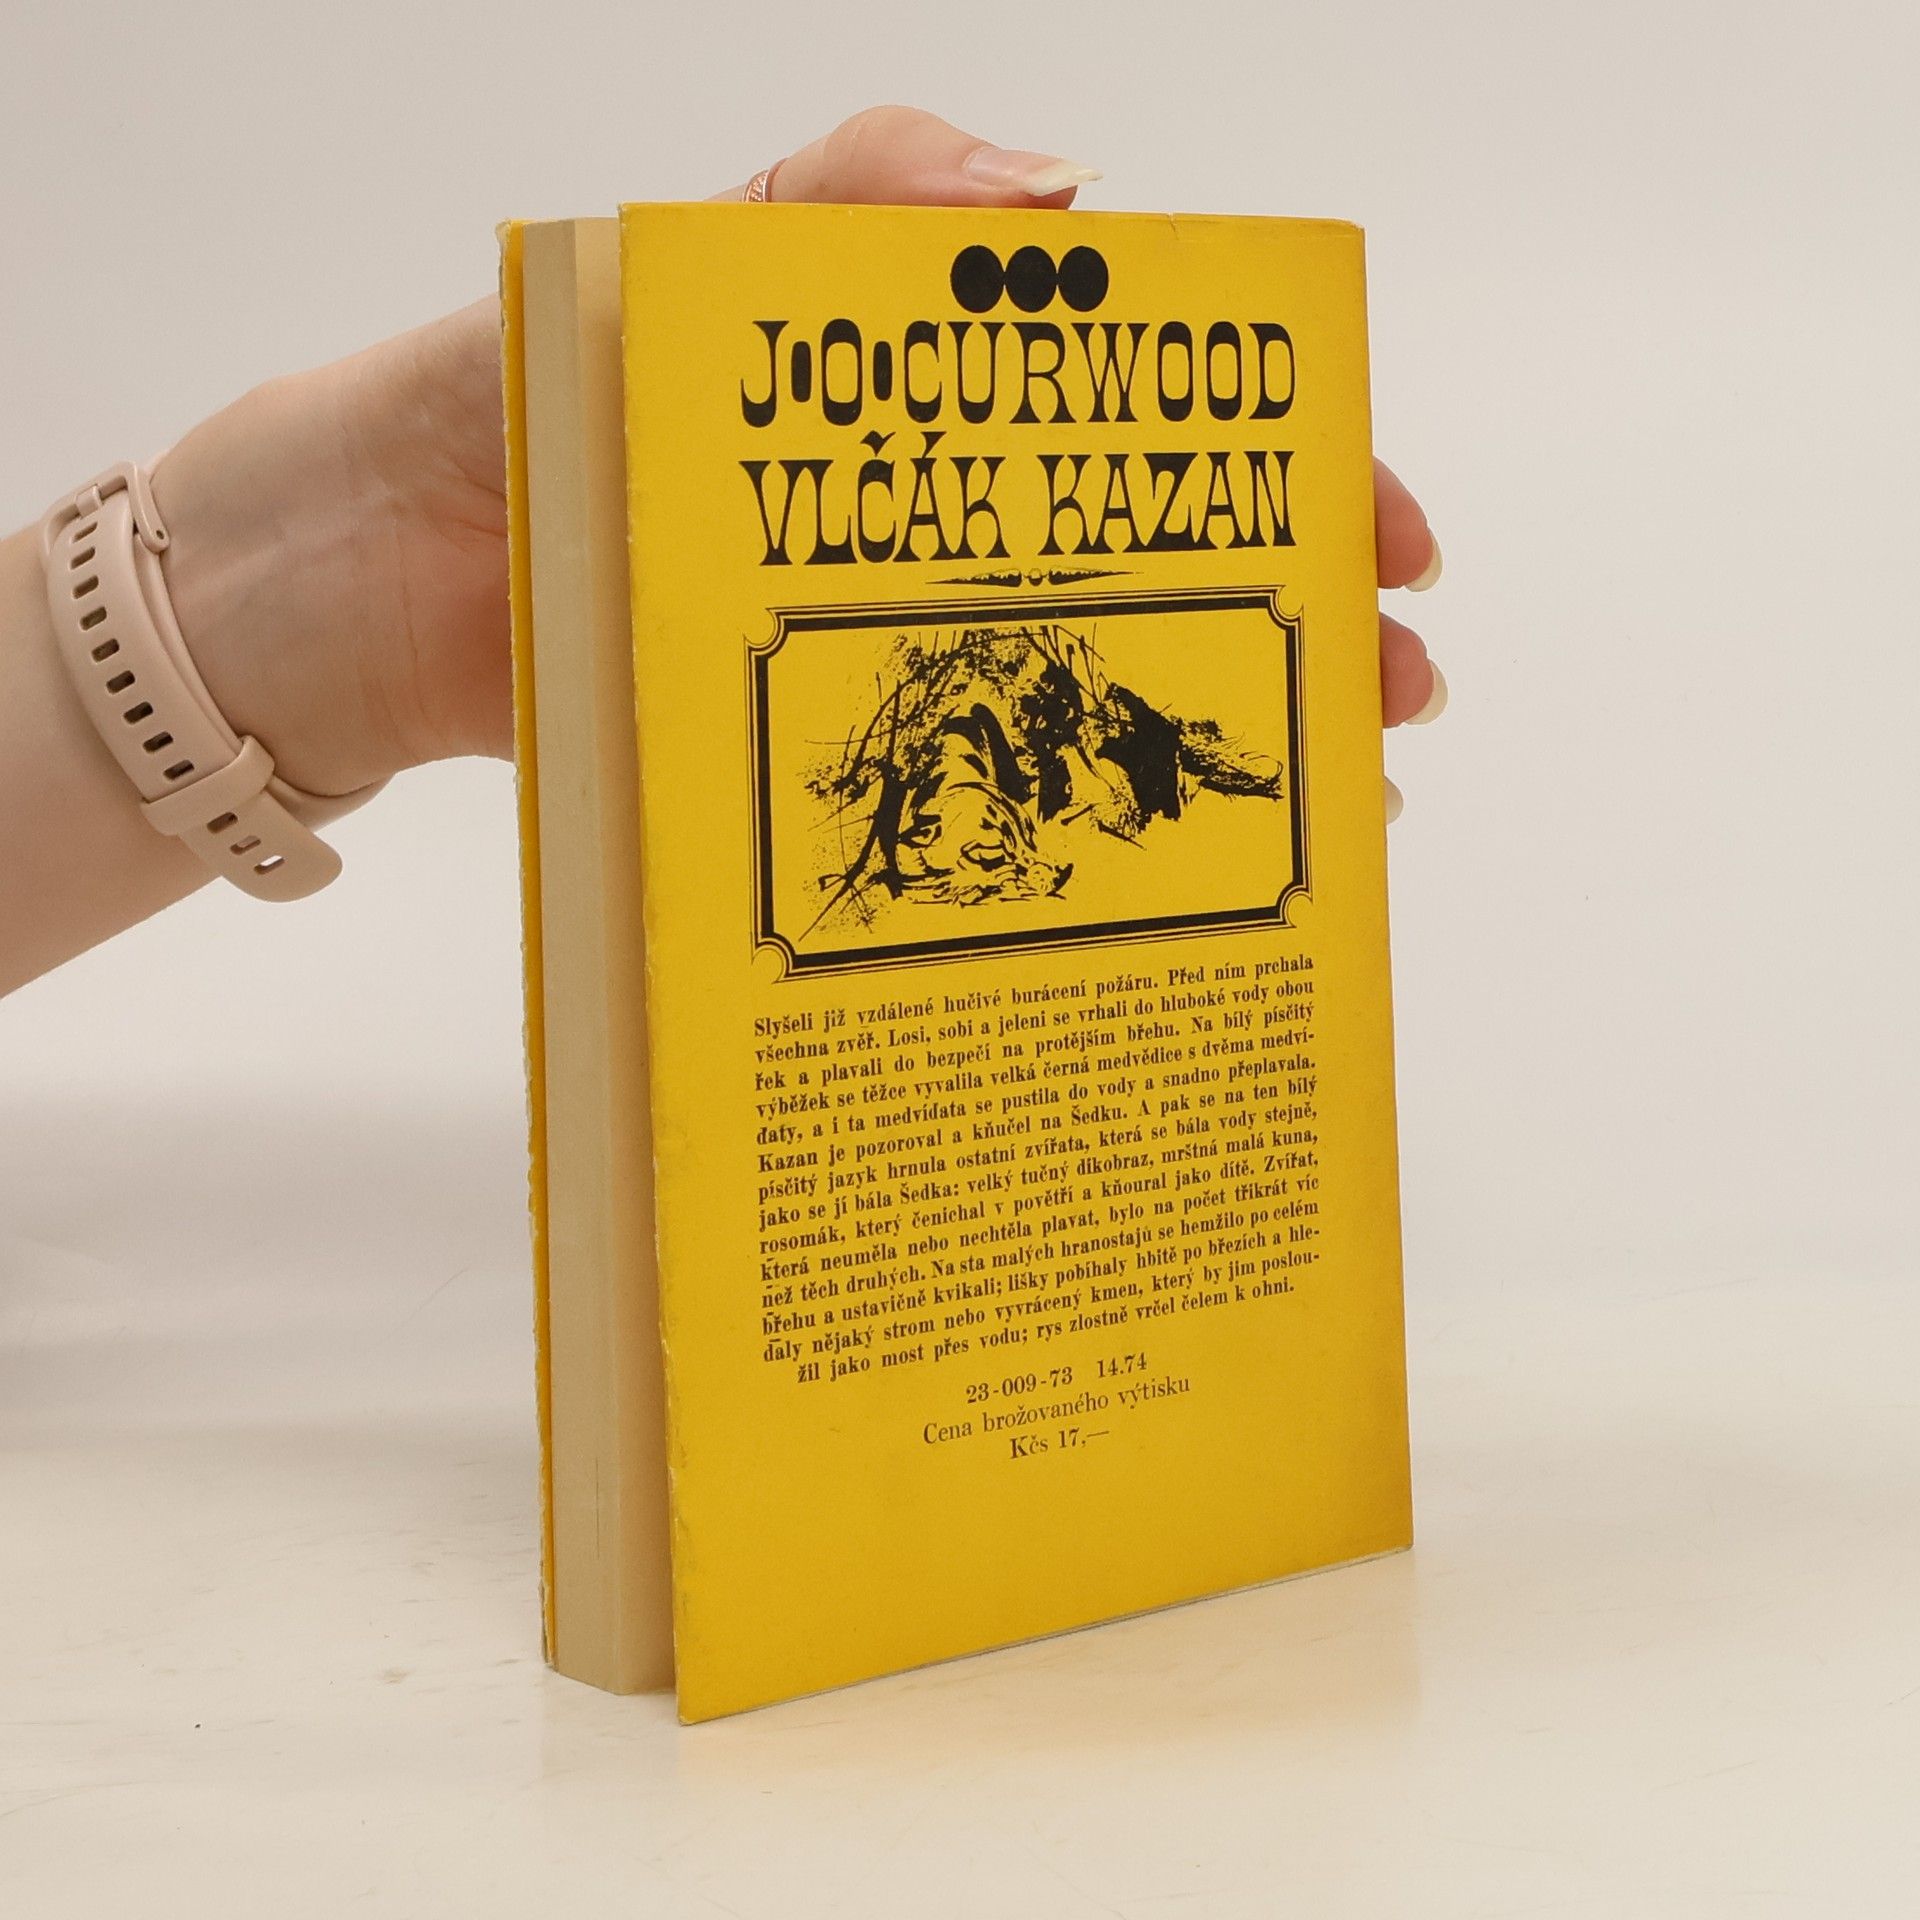 J•O•CURWOOD
VLČÁK KAZAN
Slyšeli již vzdálené hučivé burácení požáru. Před ním prchala
všechna zvěř. Losi, sobi a jeleni se vrhali do hluboké vody obou
řek a plavali do bezpečí na protějším břehu. Na bílý písčitý
výběžek se těžce vyvalila velká černá medvědice s dvěma medví-
ďaty, a i ta medvíďata se pustila do vody a snadno přeplavala.
Kazan je pozoroval a kňučel na Šedku. A pak se na ten bílý
písčitý jazyk hrnula ostatní zvířata, která se bála vody stejně,
jako se jí bála Šedka: velký tučný dikobraz, mrštná malá kuna,
rosomák, který čenichal v povětří a kňoural jako dítě. Zvířat,
která neuměla nebo nechtěla plavat, bylo na počet třikrát víc
než těch druhých. Na sta malých hranostajů se hemžilo po celém
břehu a ustavičně kvikali; lišky pobíhaly hbitě po březích a hle-
daly nějaký strom nebo vyvrácený kmen, který by jim poslou-
žil jako most přes vodu; rys zlostně vrčel čelem k ohni.
23-009-73 14.74
Cena brožovaného výtisku
Kčs 17,—